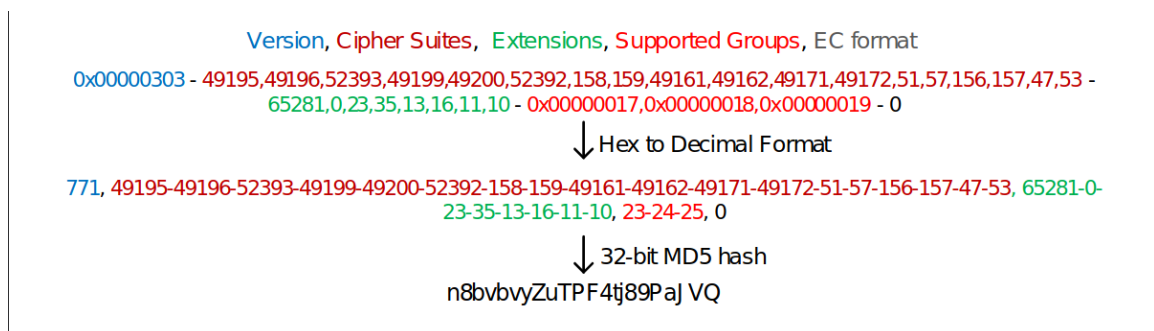 Version, Cipher Suites, Extensions, Supported Groups, EC format
0x00000303 - 49195,49196,52393,49199,49200,52392,158,159,49161,49162,49171,49172,51,57,156,157,47,53 -
65281,0,23,35,13,16,11,10 - 0x00000017,0x00000018,0x00000019 - 0
Hex to Decimal Format
771, 49195-49196-52393-49199-49200-52392-158-159-49161-49162-49171-49172-51-57-156-157-47-53, 65281-0-
23-35-13-16-11-10, 23-24-25, 0
32-bit MD5 hash
n8bvbvyZuTPF4tj89PaJVQ